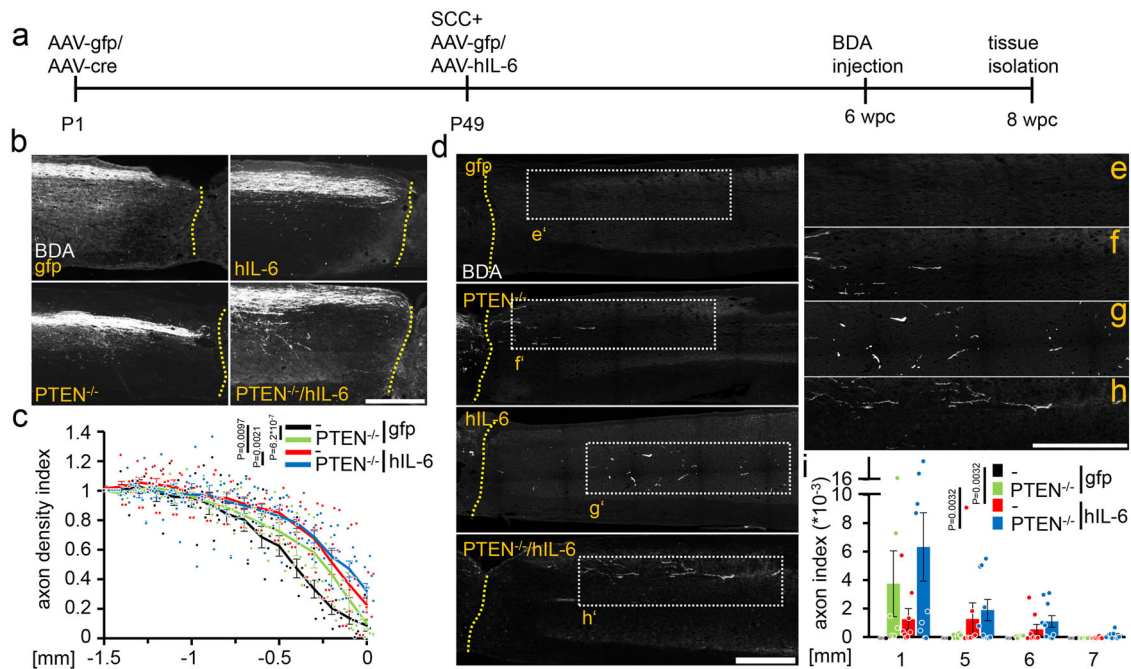 a
AAV-gfp/
AAV-cre
SCC+
AAV-gfp/
AAV-hIL-6
BDA
injection
tissue
isolation
P1
P49
6 wpc
8 wpc
b
BDA
gfp
hIL-6
PTEN⁻/⁻
PTEN⁻/⁻/hIL-6
c
axon density index
1.4
1.2
1
0.8
0.6
0.4
0.2
0
[mm]
-1.5
-1
-0.5
0
P=0.0097
P=0.0021
P=6.2*10⁻⁷
-
PTEN⁻/⁻
gfp
-
PTEN⁻/⁻
hIL-6
d
gfp
e‘
BDA
PTEN⁻/⁻
f‘
hIL-6
g‘
PTEN⁻/⁻/hIL-6
h‘
e
f
g
h
i
axon index (*10⁻³)
16
10
8
6
4
2
0
[mm]
1
5
6
7
P=0.0032
P=0.0032
-
PTEN⁻/⁻
gfp
-
PTEN⁻/⁻
hIL-6